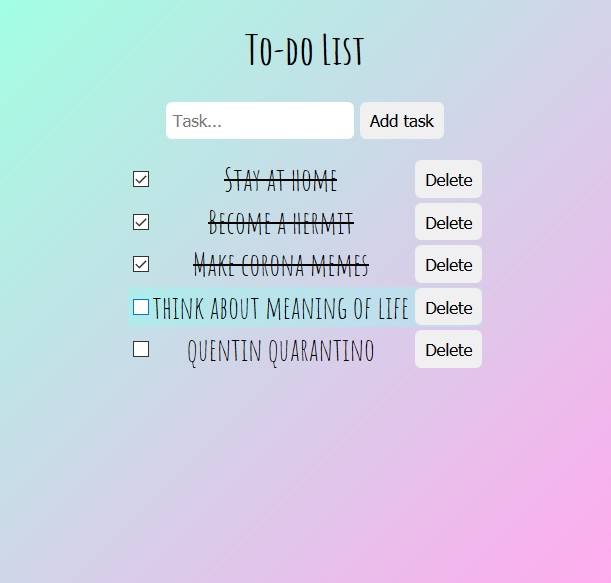 To-do List
Task...
Add task
Stay at home
Delete
Become a hermit
Delete
Make corona memes
Delete
think about meaning of life
Delete
quentin quarantino
Delete